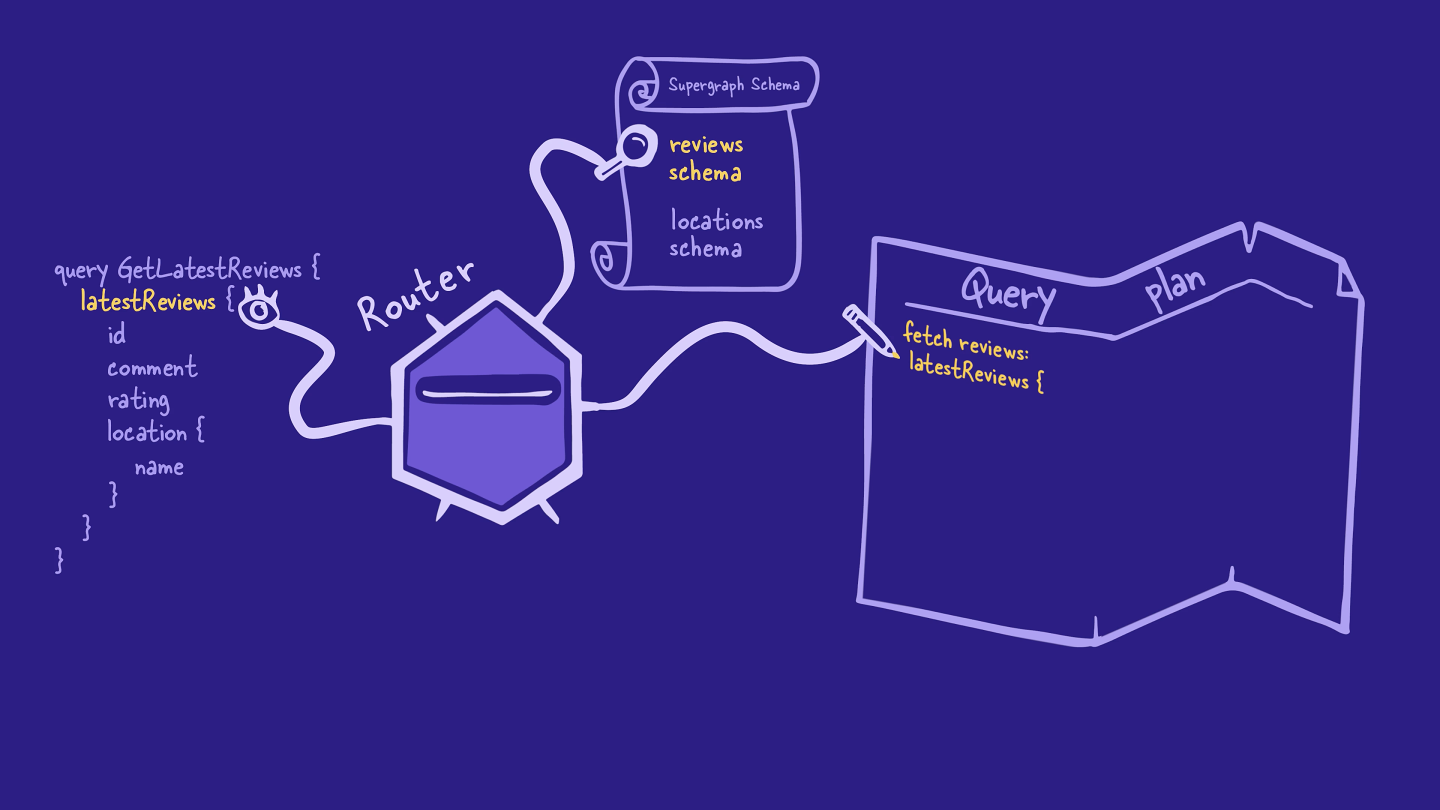 query GetLatestReviews {
latestReviews {
id
comment
rating
location {
name
}
}
}
Router
Supergraph Schema
reviews
schema
locations
schema
Query plan
fetch reviews:
latestReviews {